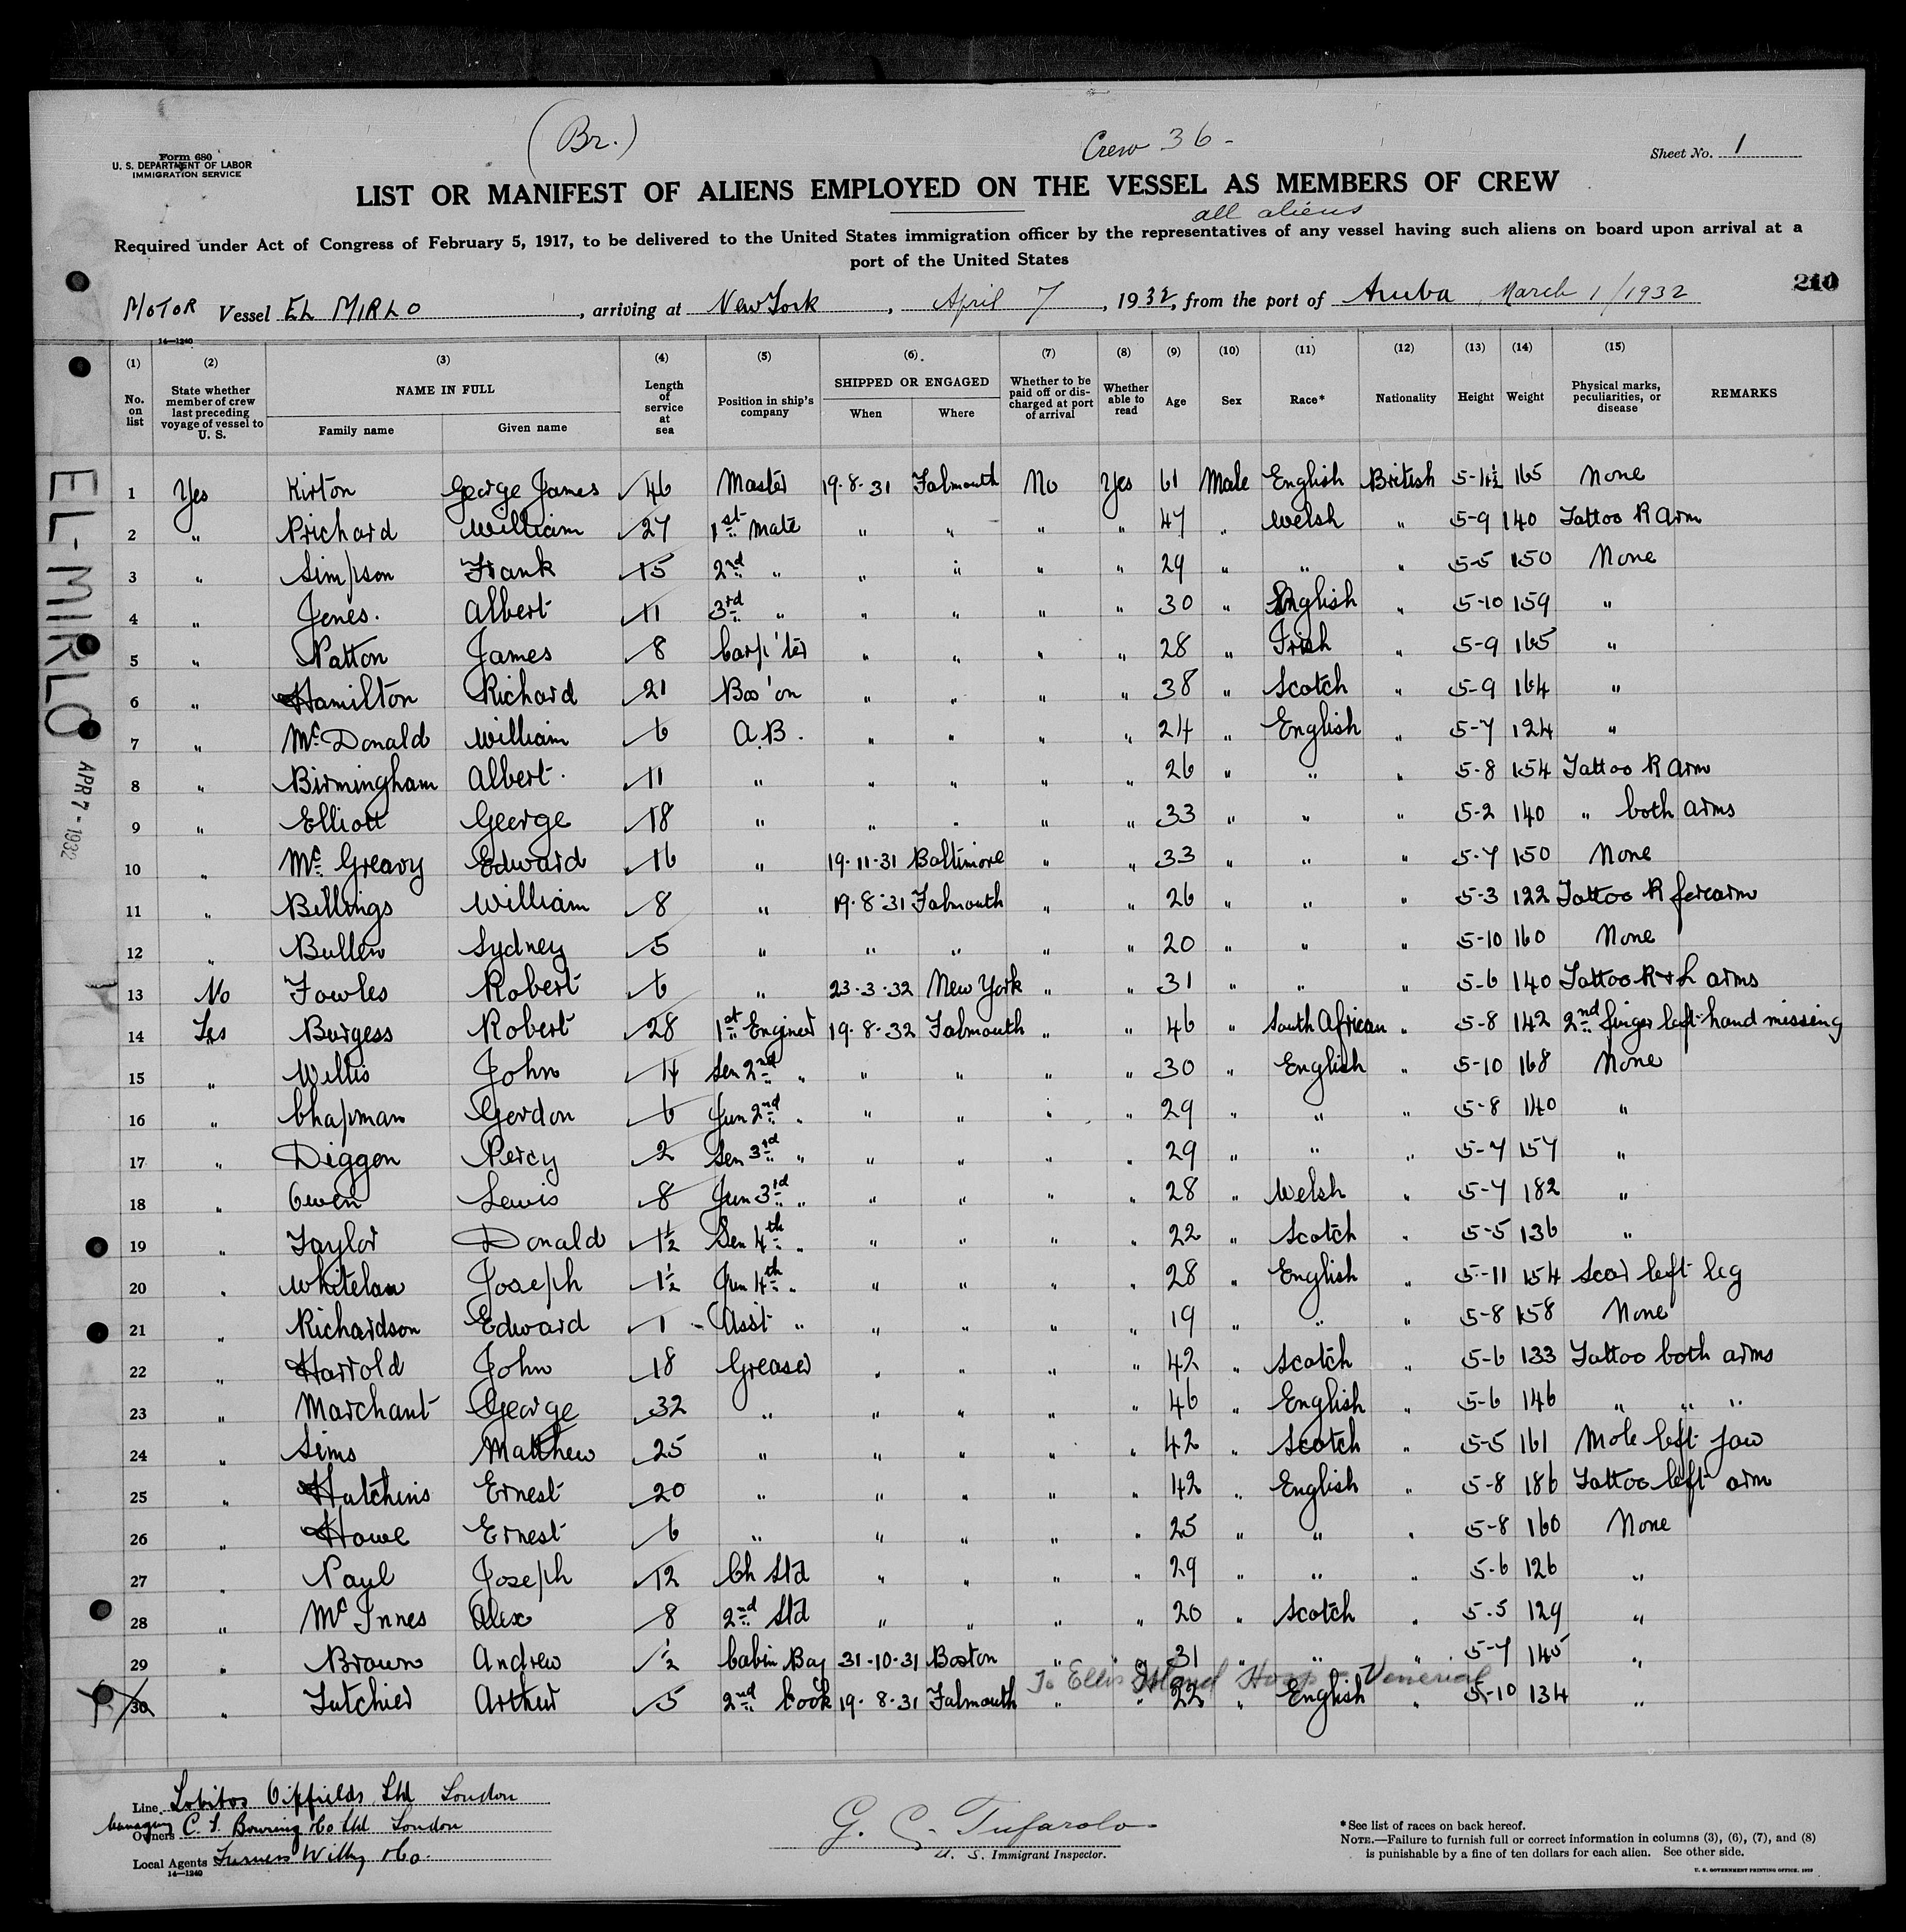 (Br.)
Crew 36 -
Form 680
U. S. DEPARTMENT OF LABOR
IMMIGRATION SERVICE
Sheet No. 1
LIST OR MANIFEST OF ALIENS EMPLOYED ON THE VESSEL AS MEMBERS OF CREW
all aliens
Required under Act of Congress of February 5, 1917, to be delivered to the United States immigration officer by the representatives of any vessel having such aliens on board upon arrival at a
port of the United States
210
MOTOR Vessel EL MIRLO, arriving at New York, April 7, 1932, from the port of Aruba March 1/1932
14—1240
(1) (2) (3) (4) (5) (6) (7) (8) (9) (10) (11) (12) (13) (14) (15)
No. on list State whether member of crew last preceding voyage of vessel to U. S. NAME IN FULL Family name Given name Length of service at sea Position in ship's company SHIPPED OR ENGAGED When Where Whether to be paid off or discharged at port of arrival Whether able to read Age Sex Race* Nationality Height Weight Physical marks, peculiarities, or disease REMARKS
EL-MIRLO
APR 7 - 1932
1 Yes Kirton George James 46 Master 19.8.31 Falmouth No Yes 61 Male English British 5-4½ 165 None
2 " Prichard William 27 1st Mate " " " " 47 " Welsh " 5-9 140 Tattoo R Arm
3 " Simpson Frank 15 2nd " " " " " 29 " " " 5-5 150 None
4 " Jones. Albert 11 3rd " " " " " 30 " English " 5-10 159 "
5 " Patton James 8 Carp'ter " " " " 28 " Irish " 5-9 165 "
6 " Hamilton Richard 21 Bos'on " " " " 38 " Scotch " 5-9 164 "
7 " McDonald William 6 A.B. " " " " 24 " English " 5-7 124 "
8 " Birmingham Albert. 11 " " " " " 26 " " " 5-8 154 Tattoo R Arm
9 " Elliott George 18 " " " " " 33 " " " 5-2 140 " both arms
10 " Mc Greavy Edward 16 " 19-11-31 Baltimore " " 33 " " " 5-7 150 None
11 " Billings William 8 " 19.8.31 Falmouth " " 26 " " " 5-3 122 Tattoo R forearm
12 " Bullen Sydney 5 " " " " " 20 " " " 5-10 160 None
13 No Fowles Robert 6 " 23.3.32 New York " " 31 " " " 5-6 140 Tattoo R+L arms
14 Yes Burgess Robert 28 1st Engineer 19.8.32 Falmouth " " 46 " South African " 5-8 142 2nd finger left hand missing
15 " Willis John 14 Sen 2nd " " " " " 30 " English " 5-10 168 None
16 " Chapman Gordon 6 Jun 2nd " " " " " 29 " " " 5-8 140 "
17 " Diggon Percy 2 Sen 3rd " " " " " 29 " " " 5-7 157 "
18 " Owen Lewis 8 Jun 3rd " " " " " 28 " Welsh " 5-7 182 "
19 " Taylor Donald 1½ Sen 4th " " " " " 22 " Scotch " 5-5 136 "
20 " Whitelaw Joseph 1½ Jun 4th " " " " " 28 " English " 5-11 154 Scar left leg
21 " Richardson Edward 1 - Asst " " " " " 19 " " " 5-8 158 None
22 " Harrold John 18 Greaser " " " " 42 " Scotch " 5-6 133 Tattoo both arms
23 " Marchant George 32 " " " " " 46 " English " 5-6 146 " " "
24 " Sims Matthew 25 " " " " " 42 " Scotch " 5-5 161 Mole left jaw
25 " Hutchins Ernest 20 " " " " " 42 " English " 5-8 186 Tattoo left arm
26 " Howe Ernest 6 " " " " " 25 " " " 5-8 160 None
27 " Paul Joseph 12 Ch Std " " " " 29 " " " 5-6 126 "
28 " McInnes Alex 8 2nd Std " " " " 20 " Scotch " 5.5 129 "
29 " Brown Andrew ½ Cabin Boy 31-10-31 Boston " " 31 " " " 5-7 145 "
To Ellis Island Hosp - Venerial
30 " Tutchier Arthur 5 2nd Cook 19.8.31 Falmouth " " 22 " English " 5-10 134 "
Line Lobitos Oilfields Ltd London
Managing Owners C. T. Bowring &Co Ltd London
Local Agents Furness Withy &Co.
14—1240
G. C. Tufarolo
U. S. Immigrant Inspector.
*See list of races on back hereof.
NOTE.—Failure to furnish full or correct information in columns (3), (6), (7), and (8)
is punishable by a fine of ten dollars for each alien. See other side.
U. S. GOVERNMENT PRINTING OFFICE.